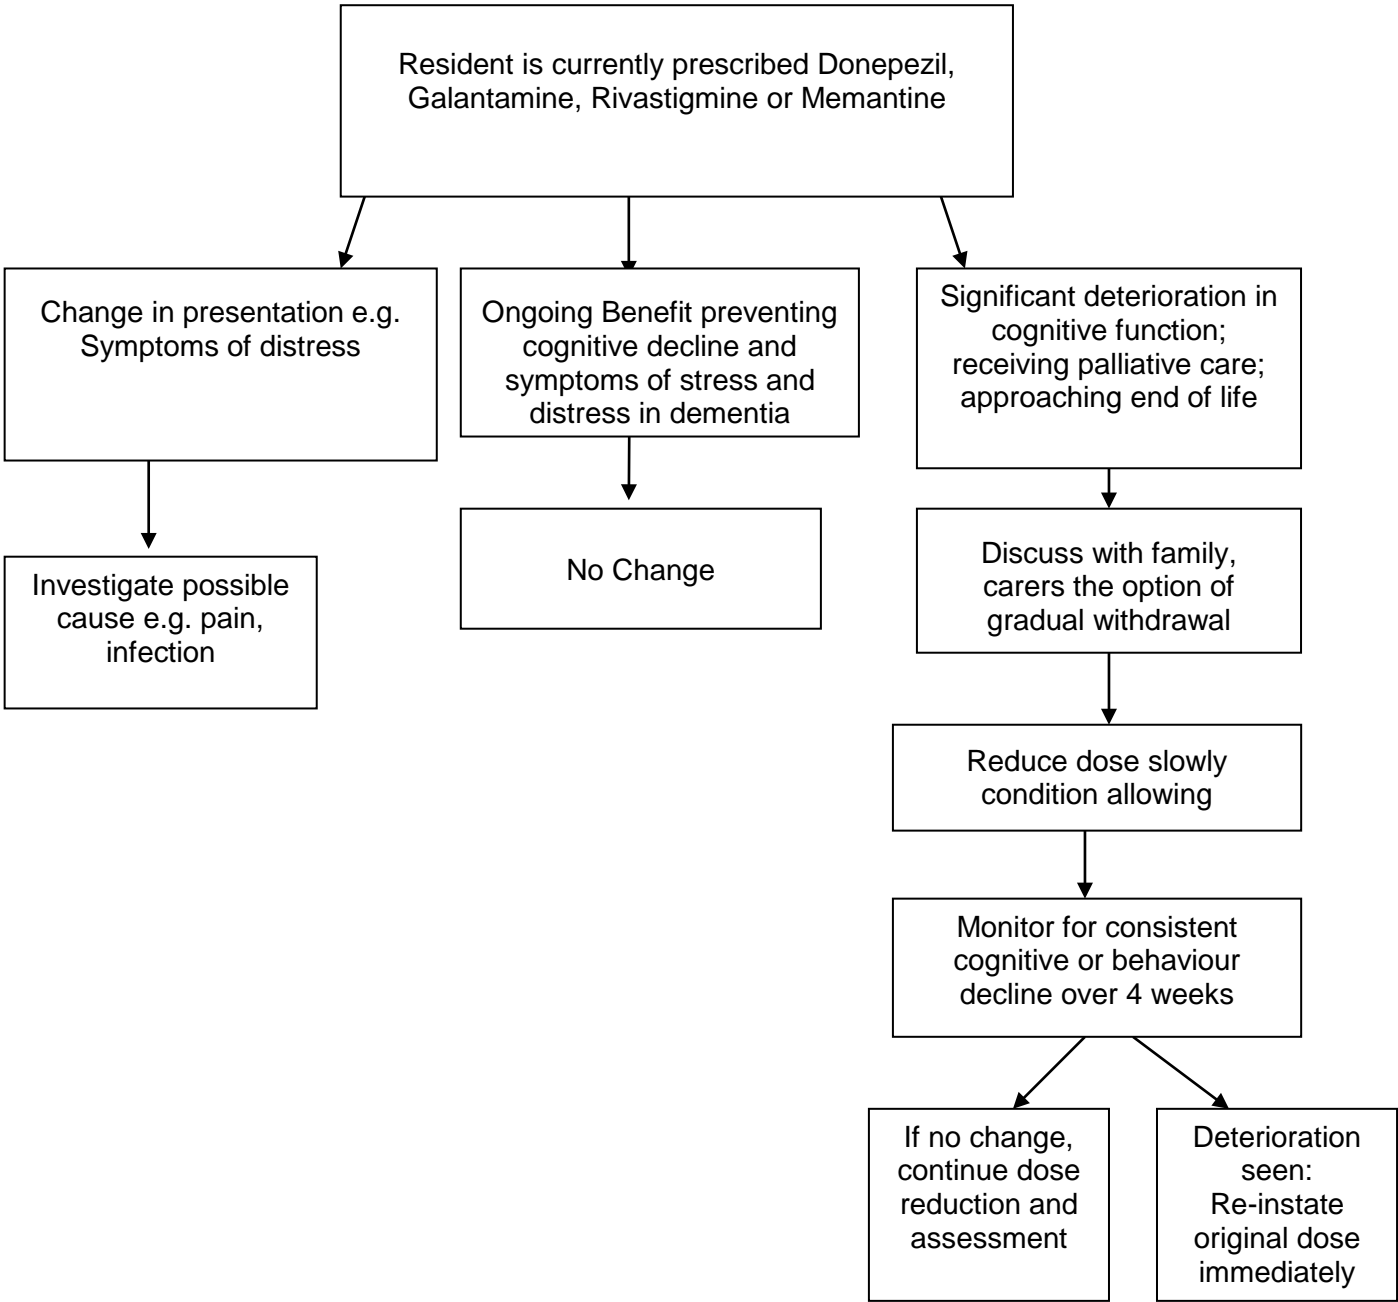 Resident is currently prescribed Donepezil,
Galantamine, Rivastigmine or Memantine
Change in presentation e.g.
Symptoms of distress
Ongoing Benefit preventing
cognitive decline and
symptoms of stress and
distress in dementia
Significant deterioration in
cognitive function;
receiving palliative care;
approaching end of life
Investigate possible
cause e.g. pain,
infection
No Change
Discuss with family,
carers the option of
gradual withdrawal
Reduce dose slowly
condition allowing
Monitor for consistent
cognitive or behaviour
decline over 4 weeks
If no change,
continue dose
reduction and
assessment
Deterioration
seen:
Re-instate
original dose
immediately